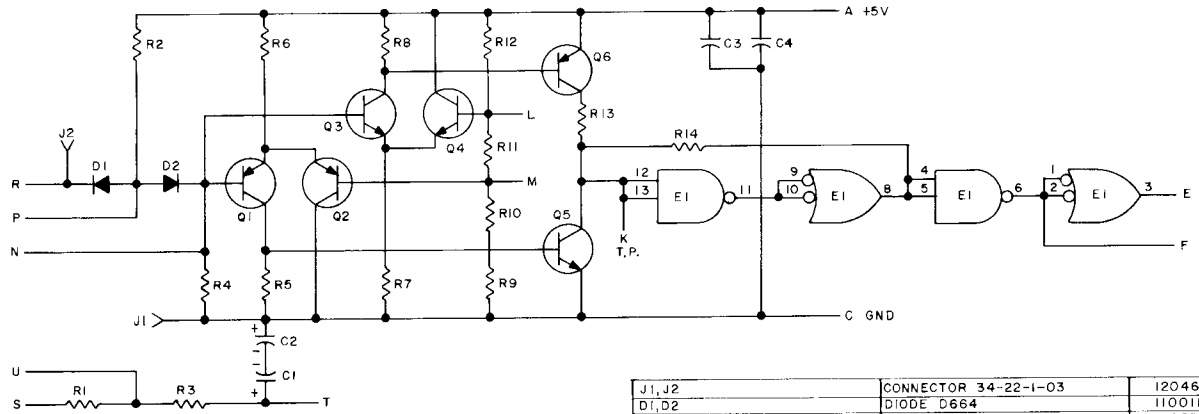 A +5V
R2
R6
R8
R12
C3
C4
Q6
R13
Q3
Q4
L
J2
R11
R14
D1
D2
R
M
12
13
E1
11
9
10
E1
8
4
5
E1
6
1
2
E1
3
E
P
Q1
Q2
R10
Q5
K
T.P.
N
F
R4
R5
R7
R9
J1
C GND
+
C2
-
-
C1
+
U
S
R1
R3
T
J1, J2 CONNECTOR 34-22-1-03 12046
D1, D2 DIODE D664 110011